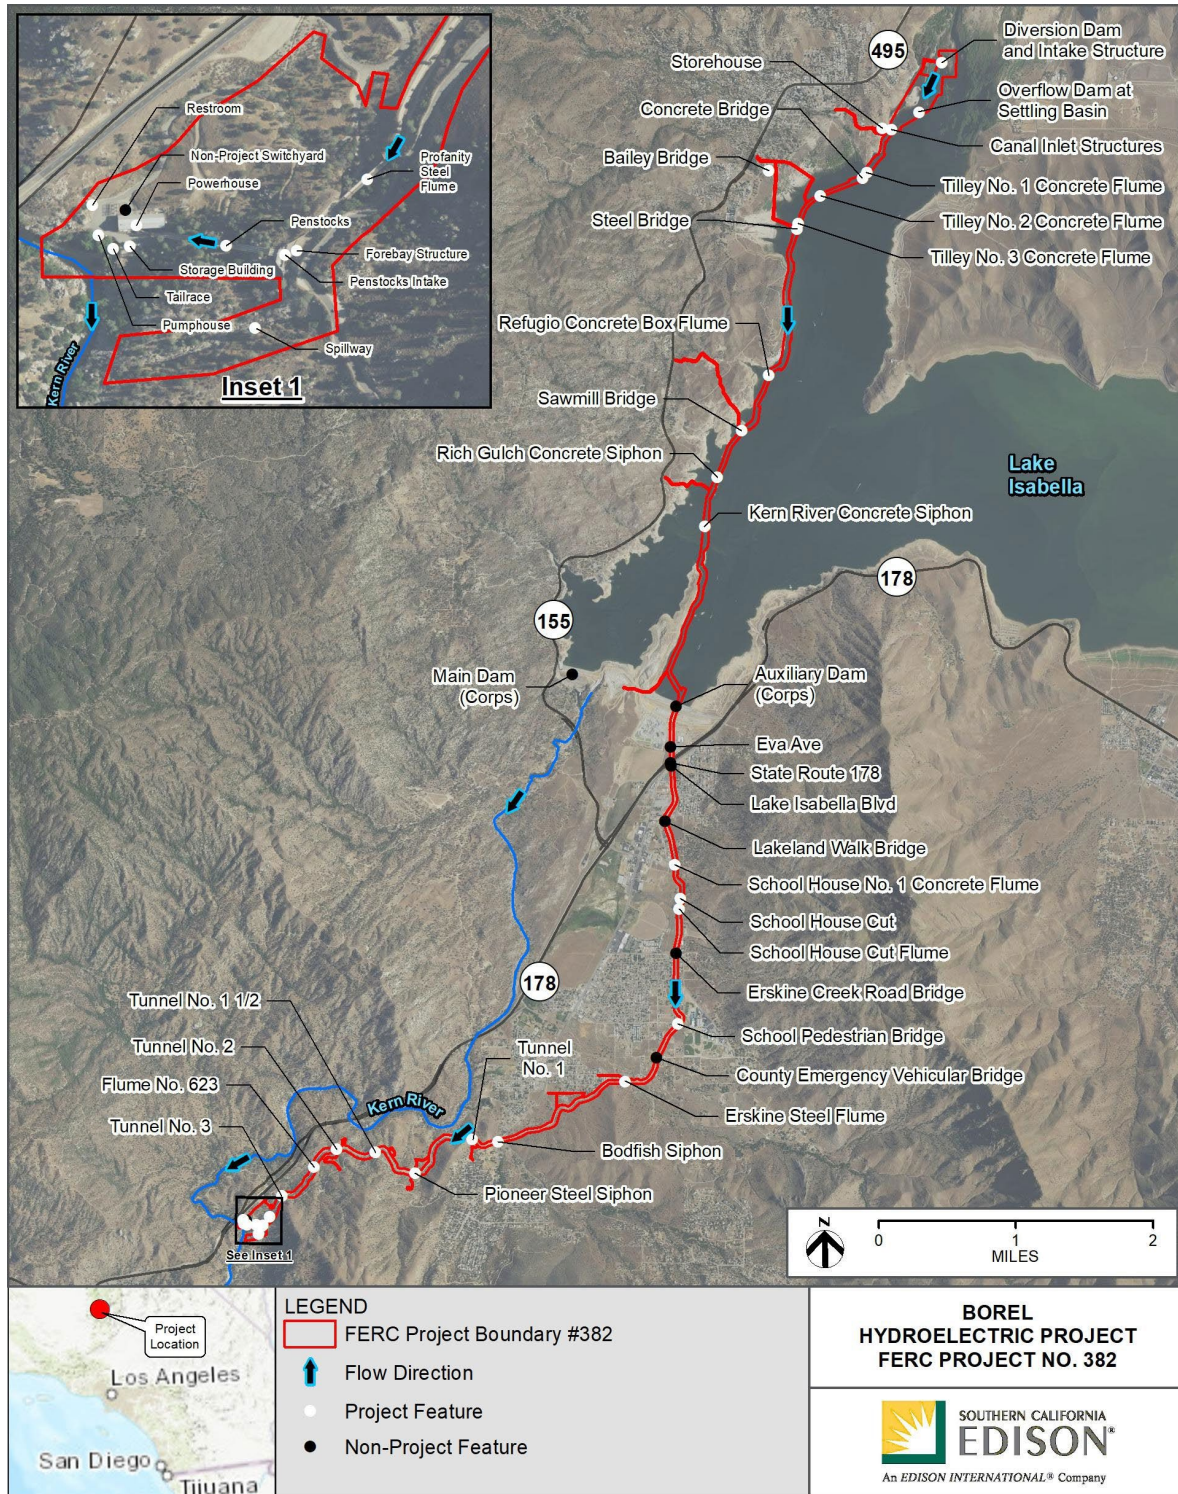 Restroom
Non-Project Switchyard
Powerhouse
Profanity
Steel
Flume
Penstocks
Forebay Structure
Storage Building
Penstocks Intake
Tailrace
Pumphouse
Spillway
Kern River
Inset 1
495
Diversion Dam
and Intake Structure
Storehouse
Overflow Dam at
Settling Basin
Concrete Bridge
Canal Inlet Structures
Bailey Bridge
Tilley No. 1 Concrete Flume
Steel Bridge
Tilley No. 2 Concrete Flume
Tilley No. 3 Concrete Flume
Refugio Concrete Box Flume
Sawmill Bridge
Rich Gulch Concrete Siphon
Lake
Isabella
Kern River Concrete Siphon
178
155
Main Dam
(Corps)
Auxiliary Dam
(Corps)
Eva Ave
State Route 178
Lake Isabella Blvd
Lakeland Walk Bridge
School House No. 1 Concrete Flume
School House Cut
School House Cut Flume
178
Erskine Creek Road Bridge
Tunnel No. 1 1/2
School Pedestrian Bridge
Tunnel No. 2
Tunnel
No. 1
County Emergency Vehicular Bridge
Flume No. 623
Kern River
Erskine Steel Flume
Tunnel No. 3
Bodfish Siphon
Pioneer Steel Siphon
See Inset 1
N
0 1 2
MILES
Project
Location
Los Angeles
San Diego
Tijuana
LEGEND
FERC Project Boundary #382
Flow Direction
Project Feature
Non-Project Feature
BOREL
HYDROELECTRIC PROJECT
FERC PROJECT NO. 382
SOUTHERN CALIFORNIA
EDISON®
An EDISON INTERNATIONAL® Company